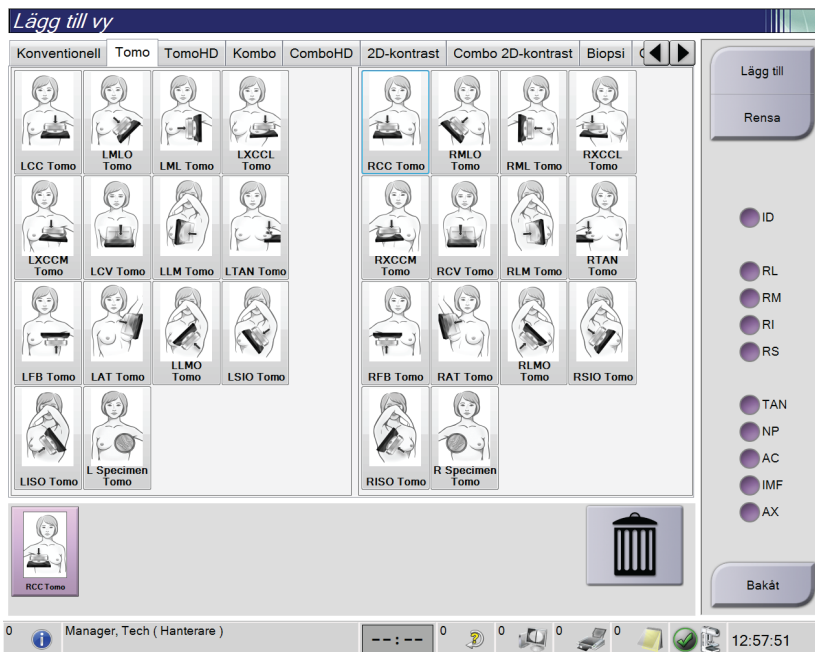 Lägg till vy
Konventionell Tomo TomoHD Kombo ComboHD 2D-kontrast Combo 2D-kontrast Biopsi
LCC Tomo
LMLO
Tomo
LML Tomo
LXCCL
Tomo
RCC Tomo
RMLO
Tomo
RML Tomo
RXCCL
Tomo
LXCCM
Tomo
LCV Tomo
LLM Tomo
LTAN Tomo
RXCCM
Tomo
RCV Tomo
RLM Tomo
RTAN
Tomo
LFB Tomo
LAT Tomo
LLMO
Tomo
LSIO Tomo
RFB Tomo
RAT Tomo
RLMO
Tomo
RSIO Tomo
LISO Tomo
L Specimen
Tomo
RISO Tomo
R Specimen
Tomo
RCC Tomo
Lägg till
Rensa
ID
RL
RM
RI
RS
TAN
NP
AC
IMF
AX
Bakåt
0 Manager, Tech ( Hanterare ) --:-- 0 0 0 0 12:57:51